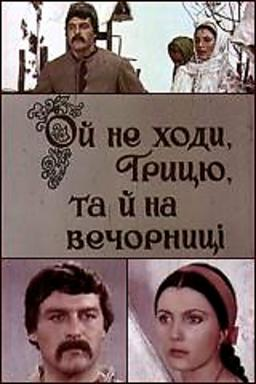 Ой не ходи,
Грицю,
та й на
вечорниці